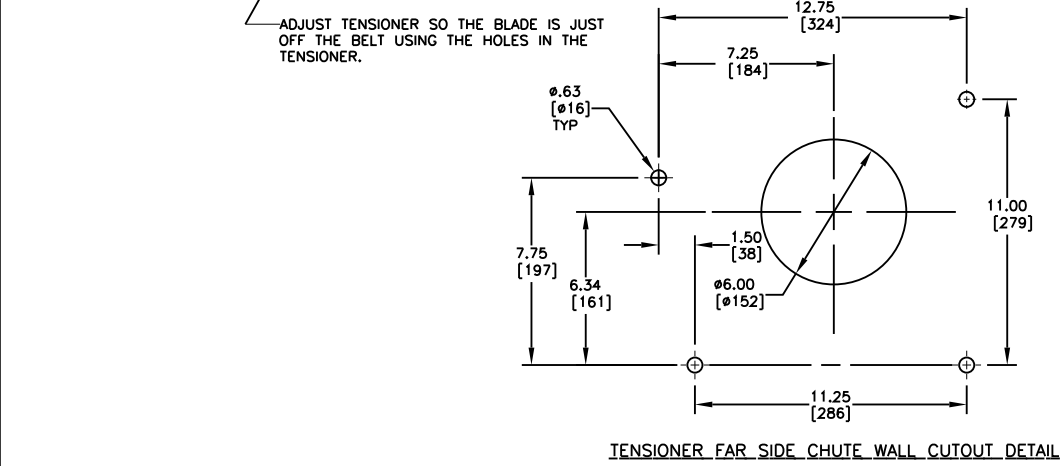 ADJUST TENSIONER SO THE BLADE IS JUST
OFF THE BELT USING THE HOLES IN THE
TENSIONER.
12.75
[324]
7.25
[184]
ø.63
[ø16]
TYP
11.00
[279]
1.50
[38]
7.75
[197]
6.34
[161]
ø6.00
[ø152]
11.25
[286]
TENSIONER FAR SIDE CHUTE WALL CUTOUT DETAIL